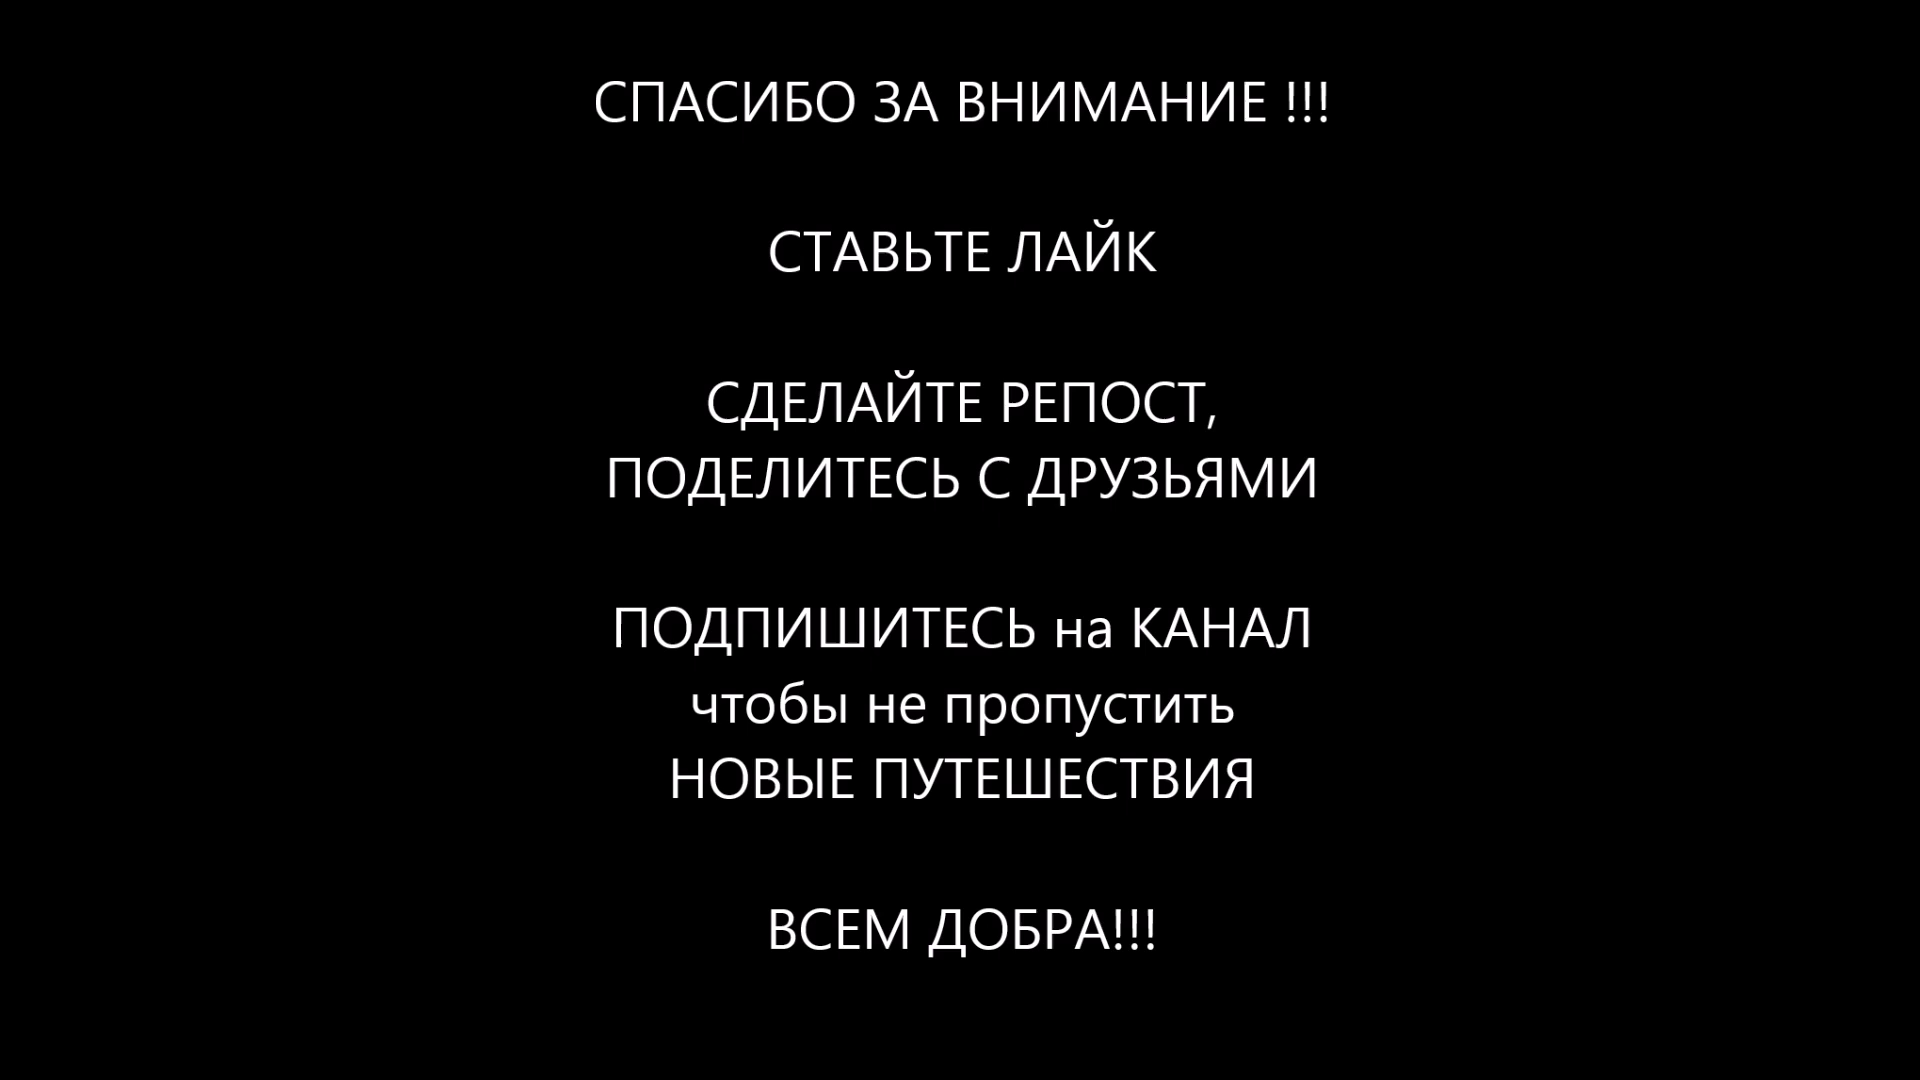 СПАСИБО ЗА ВНИМАНИЕ !!!
СТАВЬТЕ ЛАЙК
СДЕЛАЙТЕ РЕПОСТ,
ПОДЕЛИТЕСЬ С ДРУЗЬЯМИ
ПОДПИШИТЕСЬ на КАНАЛ
чтобы не пропустить
НОВЫЕ ПУТЕШЕСТВИЯ
ВСЕМ ДОБРА!!!